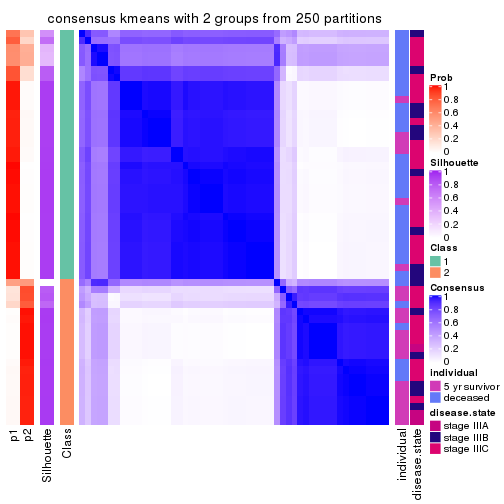 consensus kmeans with 2 groups from 250 partitions
Prob
1
0.8
0.6
0.4
0.2
0
Silhouette
1
0.8
0.6
0.4
0.2
0
Class
1
2
Consensus
1
0.8
0.6
0.4
0.2
0
individual
5 yr survivor
deceased
disease.state
stage IIIA
stage IIIB
stage IIIC
p1
p2
Silhouette
Class
individual
disease.state